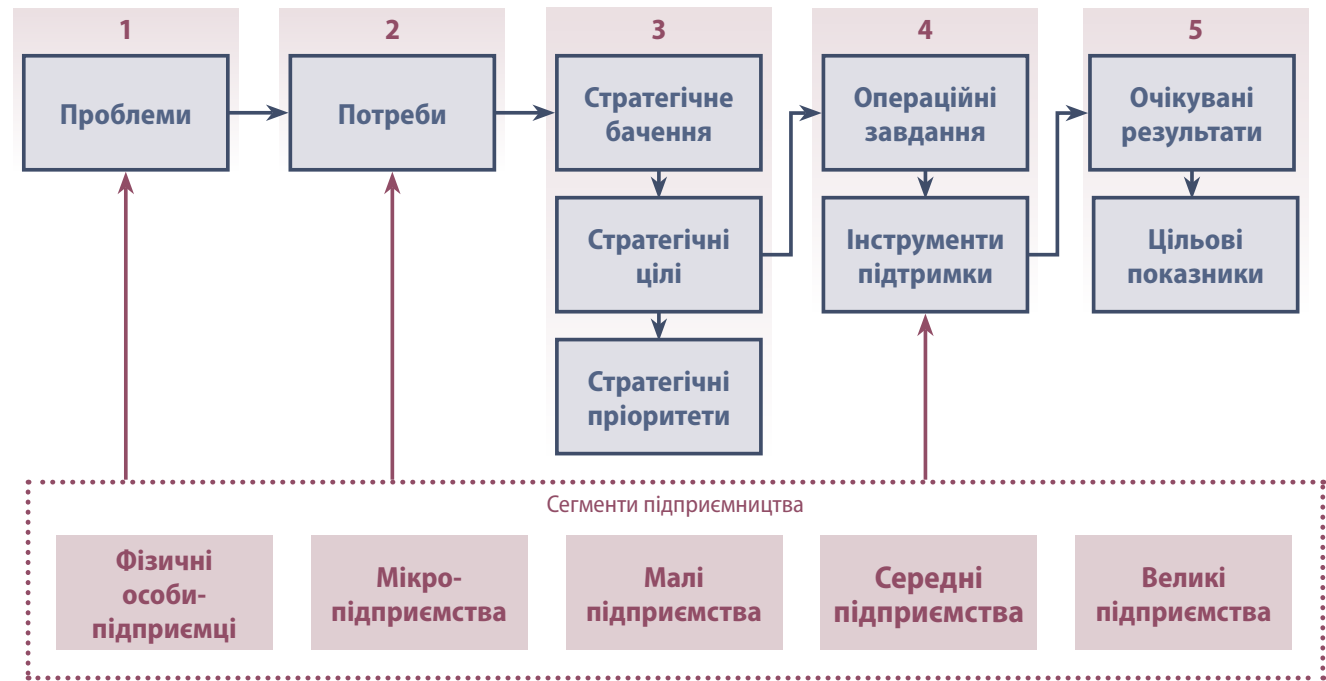 1
Проблеми
2
Потреби
3
Стратегічне
бачення
Стратегічні
цілі
Стратегічні
пріоритети
4
Операційні
завдання
Інструменти
підтримки
5
Очікувані
результати
Цільові
показники
Сегменти підприємництва
Фізичні
особи-
підприємці
Мікро-
підприємства
Малі
підприємства
Середні
підприємства
Великі
підприємства